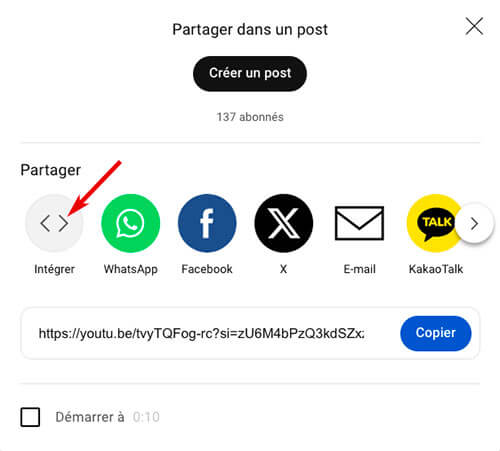 Partager dans un post
Créer un post
137 abonnés
Partager
TALK
Intégrer WhatsApp Facebook X E-mail KakaoTalk
https://youtu.be/tvyTQFog-rc?si=zU6M4bPzQ3kdSZx Copier
Démarrer à 0:10